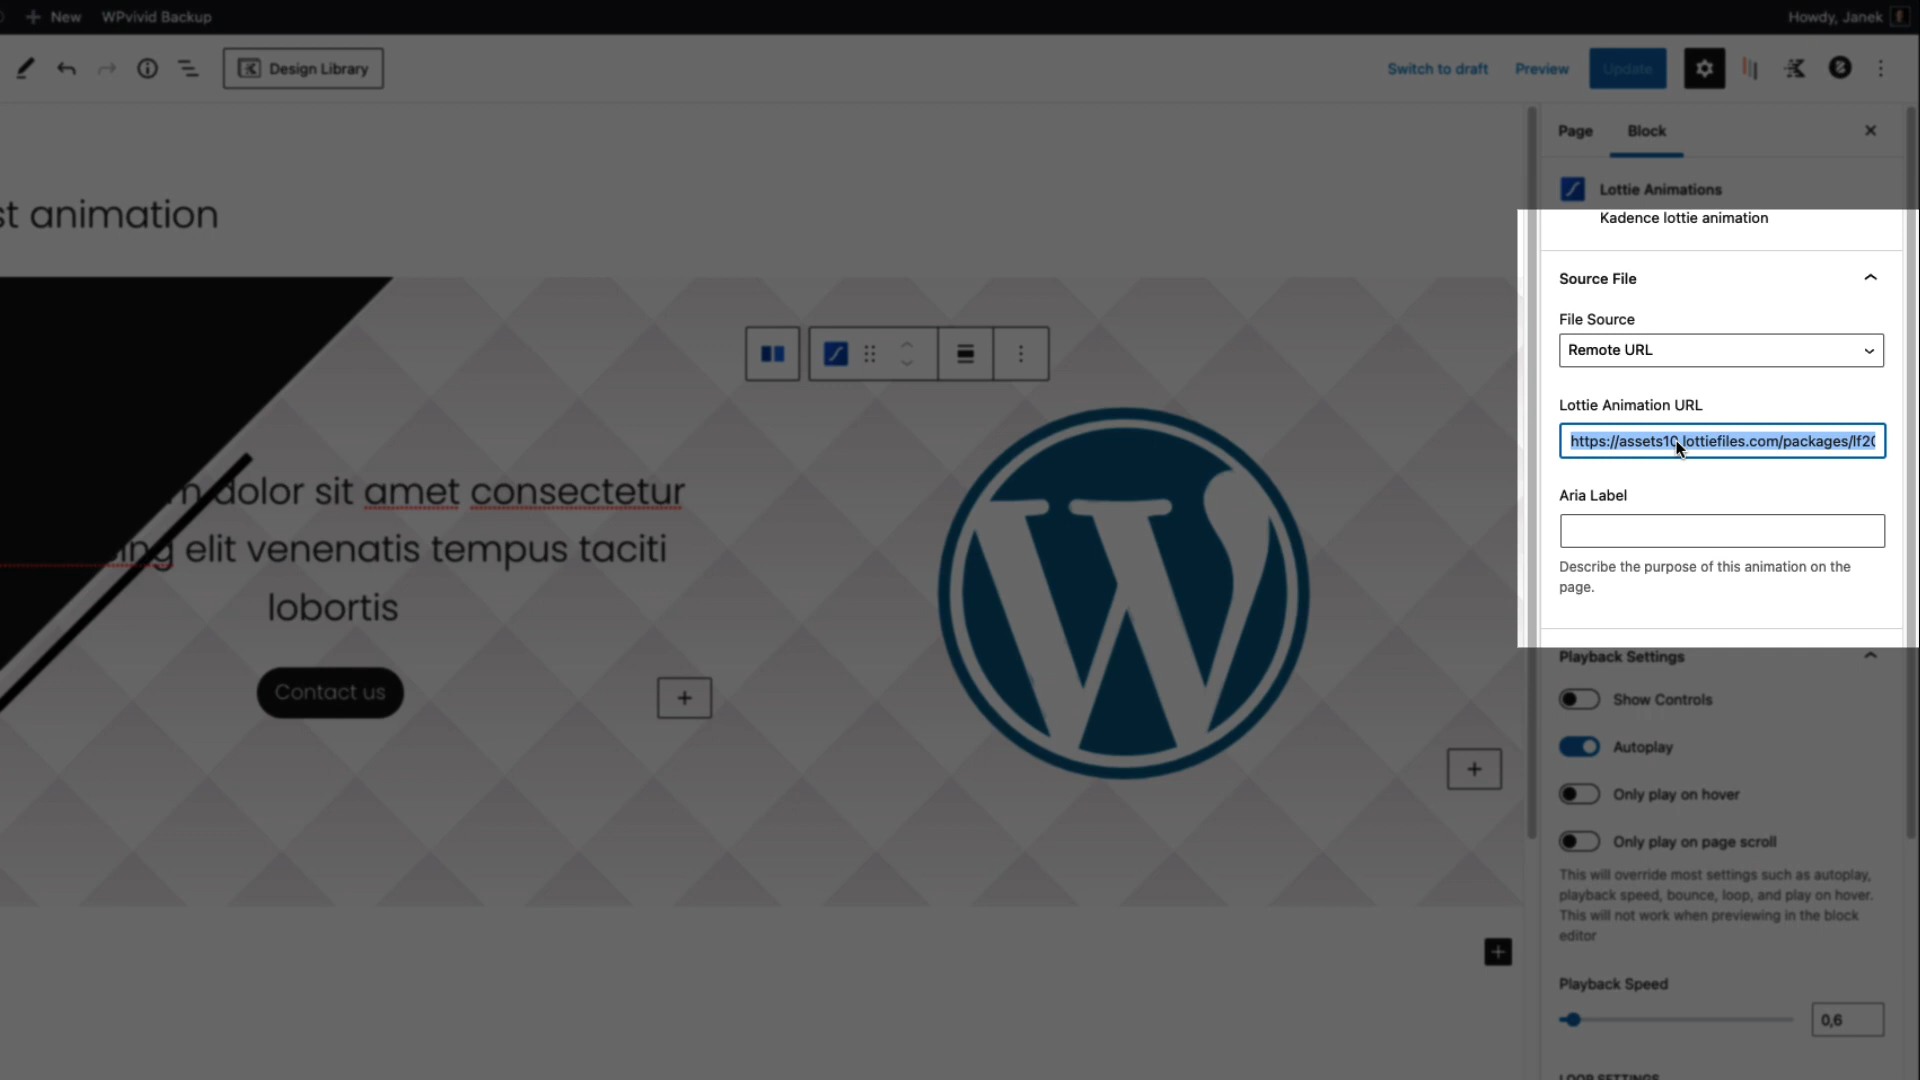 New WPvivid Backup Howdy, Janek
Design Library Switch to draft Preview Update
Page Block
Lottie Animations
Kadence lottie animation
st animation
Source File
File Source
Remote URL
Lottie Animation URL
https://assets10.lottiefiles.com/packages/lf20
Aria Label
Describe the purpose of this animation on the
page.
dolor sit amet consectetur
elit venenatis tempus taciti
lobortis
Contact us
Playback Settings
Show Controls
Autoplay
Only play on hover
Only play on page scroll
This will override most settings such as autoplay,
playback speed, bounce, loop, and play on hover.
This will not work when previewing in the block
editor
Playback Speed
0,6
LOOP SETTINGS